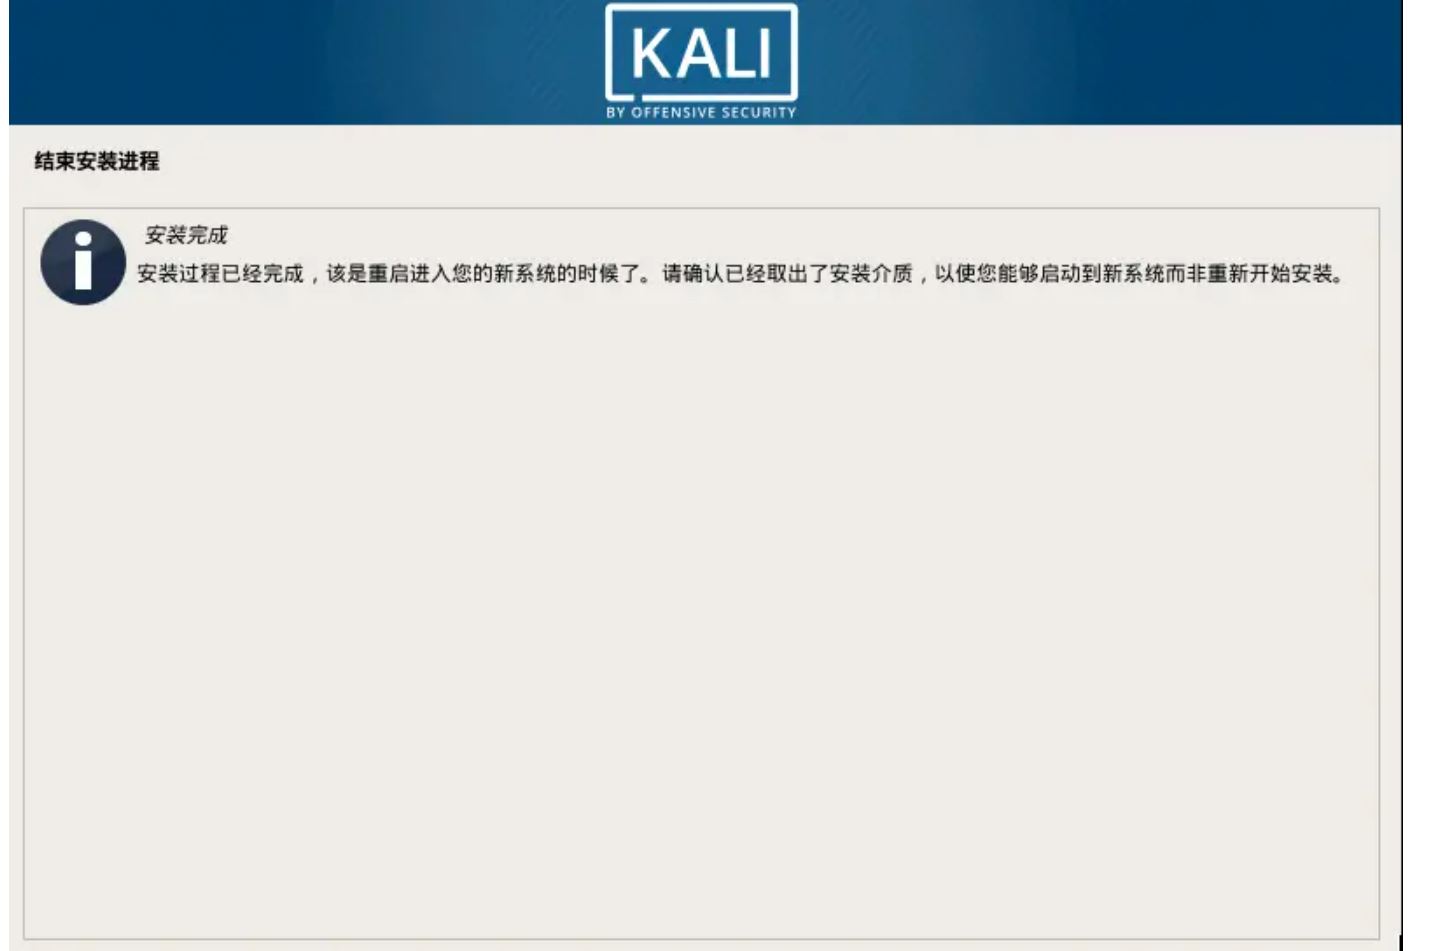 KALI
BY OFFENSIVE SECURITY
结束安装进程
安装完成
安装过程已经完成，该是重启进入您的新系统的时候了。请确认已经取出了安装介质，以使您能够启动到新系统而非重新开始安装。